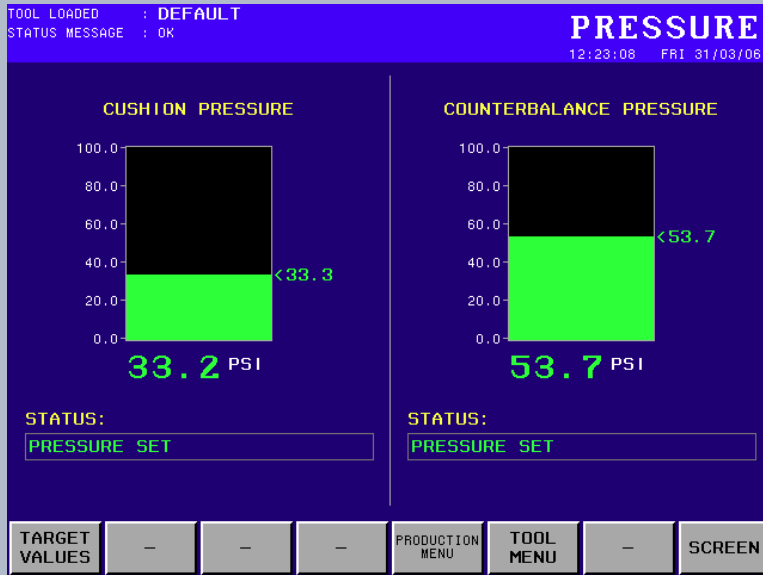 TOOL LOADED : DEFAULT
STATUS MESSAGE : OK
PRESSURE
12:23:08 FRI 31/03/06
CUSHION PRESSURE
100.0
80.0
60.0
40.0
20.0
0.0
<33.3
33.2 PSI
STATUS:
PRESSURE SET
COUNTERBALANCE PRESSURE
100.0
80.0
60.0
40.0
20.0
0.0
<53.7
53.7 PSI
STATUS:
PRESSURE SET
TARGET
VALUES
–
–
–
PRODUCTION
MENU
TOOL
MENU
–
SCREEN